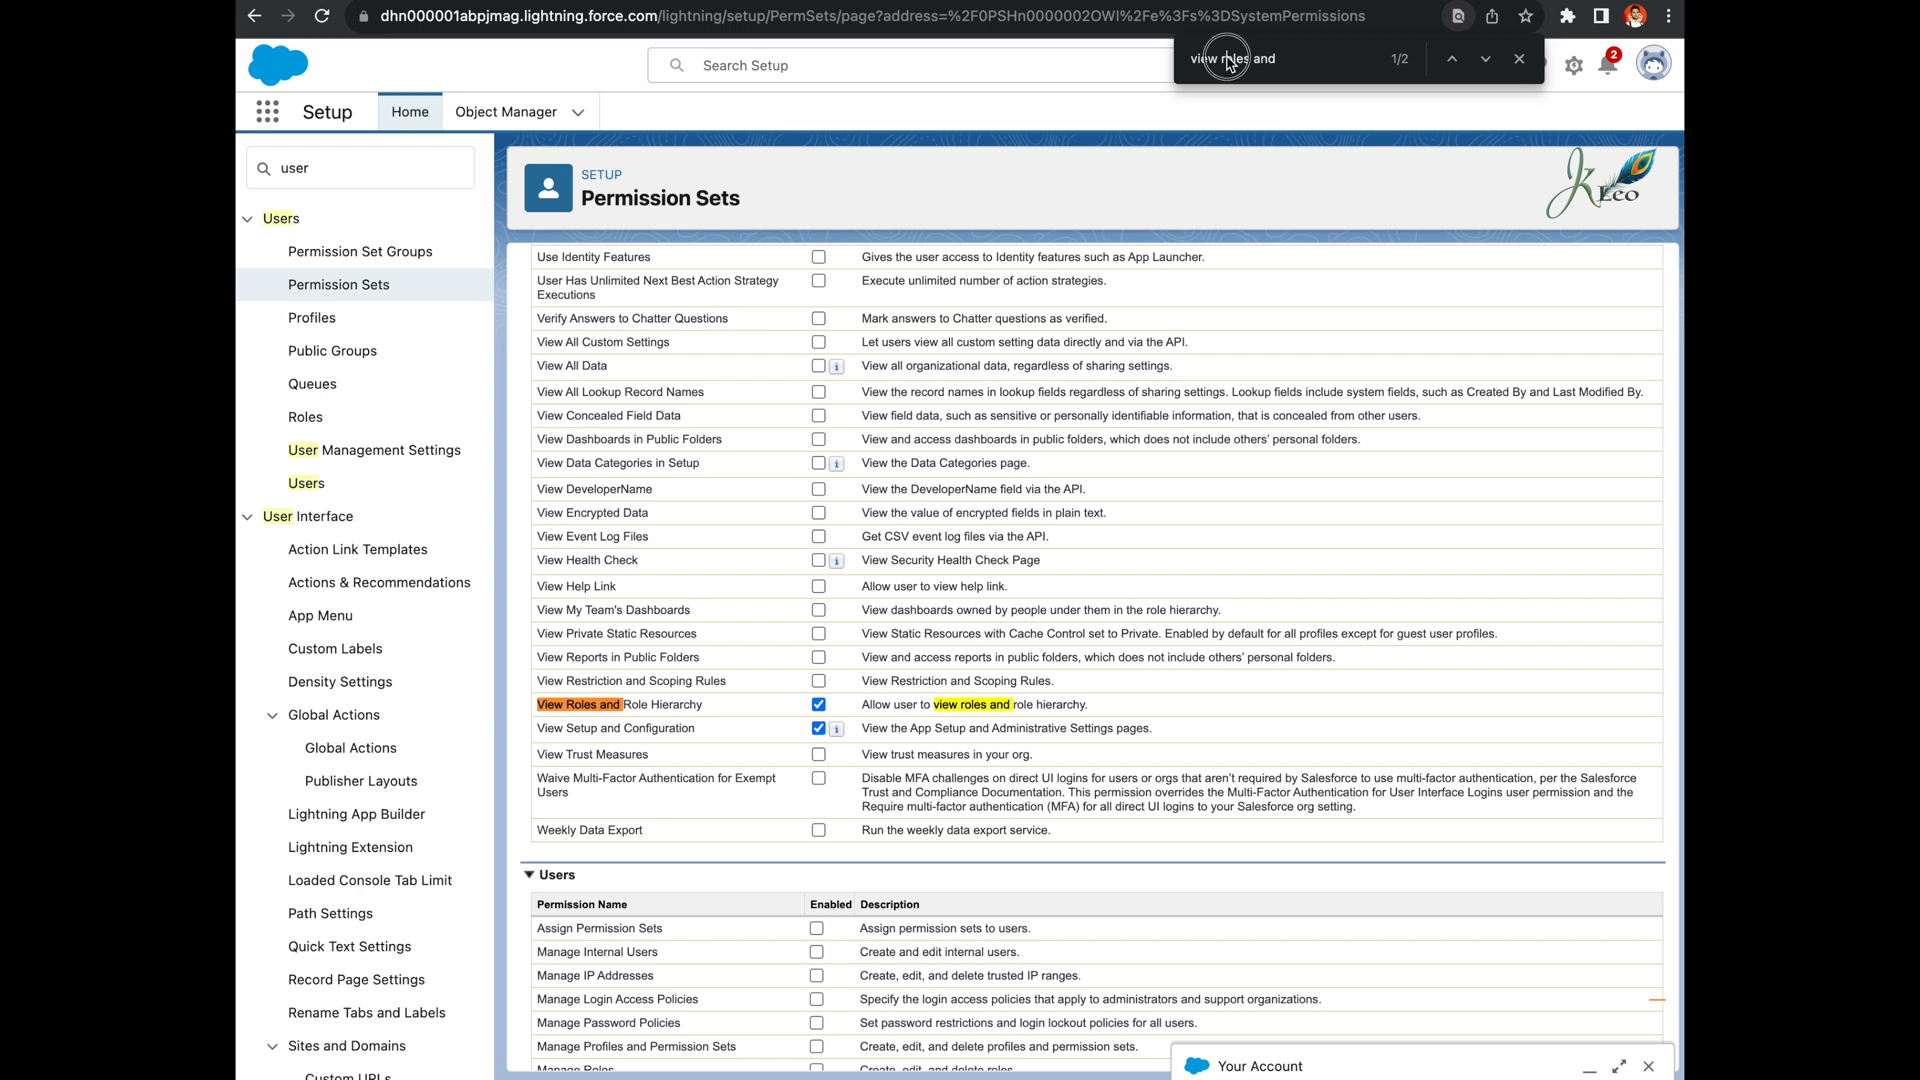 dhn000001abpjmag.lightning.force.com/lightning/setup/PermSets/page?address=%2F0PSHn0000002OWI%2Fe%3Fs%3DSystemPermissions
view roles and 1/2
Search Setup
2
Setup Home Object Manager
user
SETUP
Permission Sets
JKLeo
Users
Permission Set Groups
Permission Sets
Profiles
Public Groups
Queues
Roles
User Management Settings
Users
User Interface
Action Link Templates
Actions & Recommendations
App Menu
Custom Labels
Density Settings
Global Actions
Global Actions
Publisher Layouts
Lightning App Builder
Lightning Extension
Loaded Console Tab Limit
Path Settings
Quick Text Settings
Record Page Settings
Rename Tabs and Labels
Sites and Domains
Custom URLs
Use Identity Features Gives the user access to Identity features such as App Launcher.
User Has Unlimited Next Best Action Strategy Execute unlimited number of action strategies.
Executions
Verify Answers to Chatter Questions Mark answers to Chatter questions as verified.
View All Custom Settings Let users view all custom setting data directly and via the API.
View All Data View all organizational data, regardless of sharing settings.
View All Lookup Record Names View the record names in lookup fields regardless of sharing settings. Lookup fields include system fields, such as Created By and Last Modified By.
View Concealed Field Data View field data, such as sensitive or personally identifiable information, that is concealed from other users.
View Dashboards in Public Folders View and access dashboards in public folders, which does not include others' personal folders.
View Data Categories in Setup View the Data Categories page.
View DeveloperName View the DeveloperName field via the API.
View Encrypted Data View the value of encrypted fields in plain text.
View Event Log Files Get CSV event log files via the API.
View Health Check View Security Health Check Page
View Help Link Allow user to view help link.
View My Team's Dashboards View dashboards owned by people under them in the role hierarchy.
View Private Static Resources View Static Resources with Cache Control set to Private. Enabled by default for all profiles except for guest user profiles.
View Reports in Public Folders View and access reports in public folders, which does not include others' personal folders.
View Restriction and Scoping Rules View Restriction and Scoping Rules.
View Roles and Role Hierarchy Allow user to view roles and role hierarchy.
View Setup and Configuration View the App Setup and Administrative Settings pages.
View Trust Measures View trust measures in your org.
Waive Multi-Factor Authentication for Exempt Disable MFA challenges on direct UI logins for users or orgs that aren't required by Salesforce to use multi-factor authentication, per the Salesforce
Users Trust and Compliance Documentation. This permission overrides the Multi-Factor Authentication for User Interface Logins user permission and the
Require multi-factor authentication (MFA) for all direct UI logins to your Salesforce org setting.
Weekly Data Export Run the weekly data export service.
Users
Permission Name Enabled Description
Assign Permission Sets Assign permission sets to users.
Manage Internal Users Create and edit internal users.
Manage IP Addresses Create, edit, and delete trusted IP ranges.
Manage Login Access Policies Specify the login access policies that apply to administrators and support organizations.
Manage Password Policies Set password restrictions and login lockout policies for all users.
Manage Profiles and Permission Sets Create, edit, and delete profiles and permission sets.
Manage Roles Create, edit, and delete roles.
Your Account